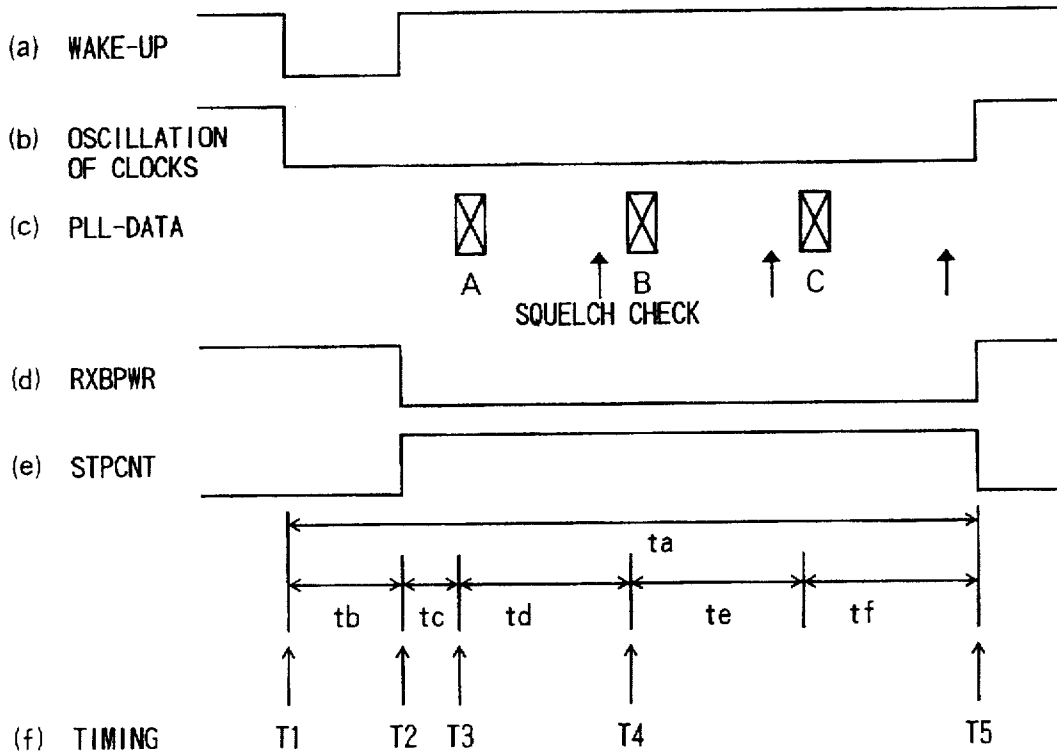 (a) WAKE-UP
(b) OSCILLATION
OF CLOCKS
(c) PLL-DATA
A B C
SQUELCH CHECK
(d) RXBPWR
(e) STPCNT
ta
tb tc td te tf
(f) TIMING T1 T2 T3 T4 T5